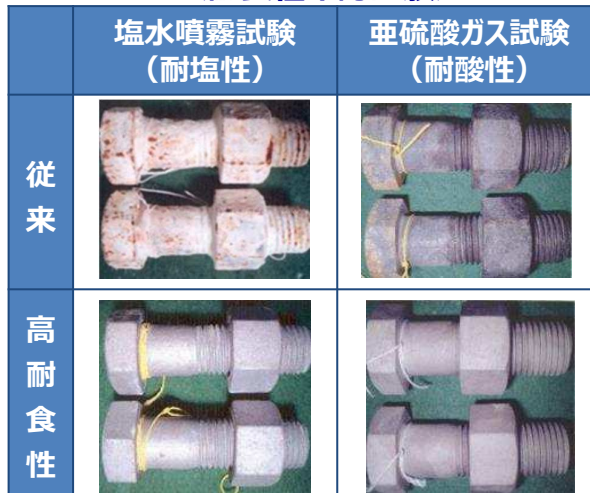 塩水噴霧試験
（耐塩性）
亜硫酸ガス試験
（耐酸性）
従来
高耐食性